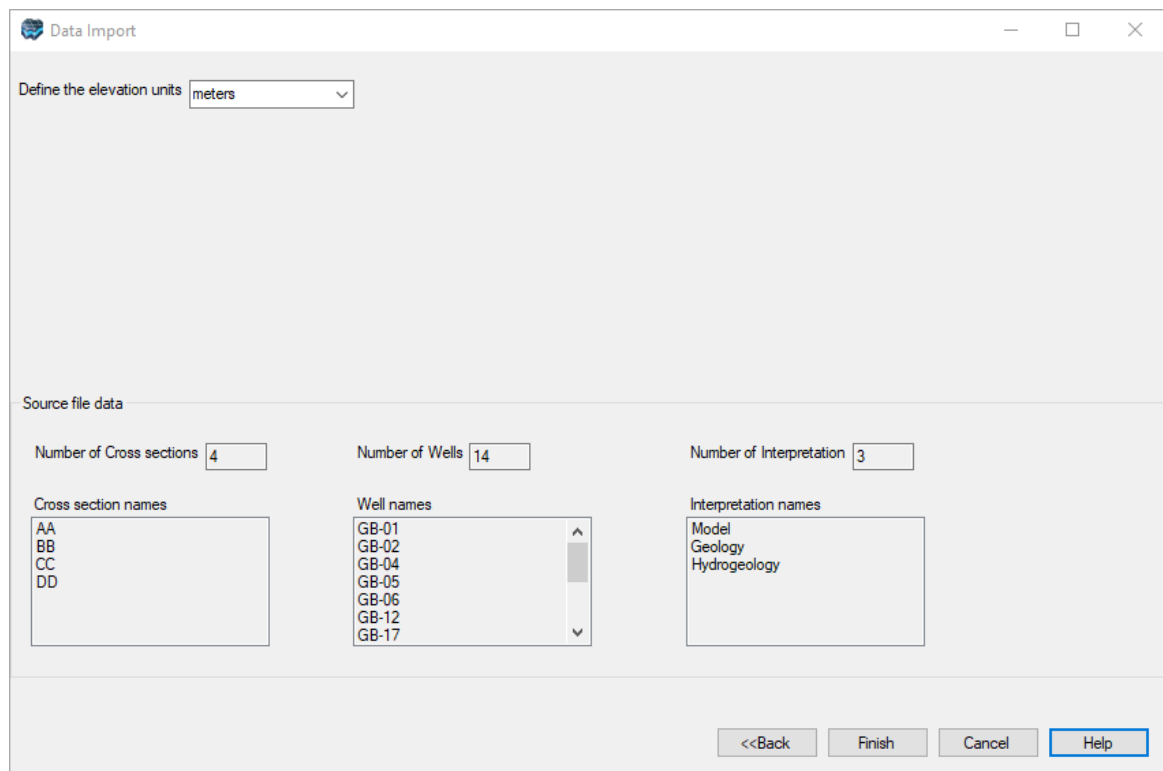 Data Import
Define the elevation units meters
Source file data
Number of Cross sections 4 Number of Wells 14 Number of Interpretation 3
Cross section names Well names Interpretation names
AA GB-01 Model
BB GB-02 Geology
CC GB-04 Hydrogeology
DD GB-05
GB-06
GB-12
GB-17
<<Back Finish Cancel Help